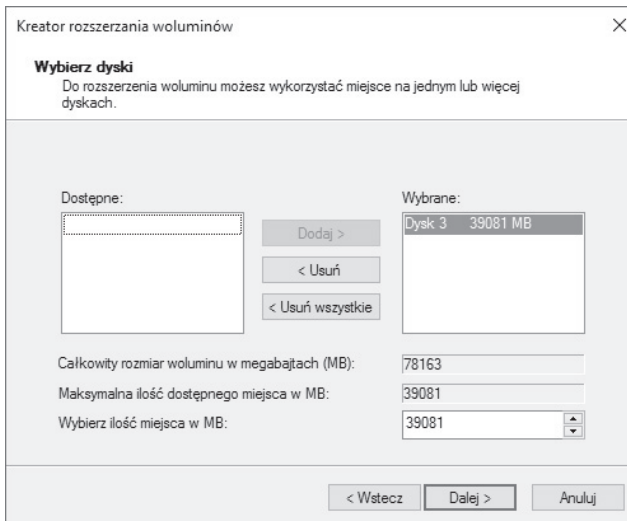 Kreator rozszerzania woluminów
Wybierz dyski
Do rozszerzenia woluminu możesz wykorzystać miejsce na jednym lub więcej
dyskach.
Dostępne:
Wybrane:
Dysk 3 39081 MB
Dodaj >
< Usuń
< Usuń wszystkie
Całkowity rozmiar woluminu w megabajtach (MB): 78163
Maksymalna ilość dostępnego miejsca w MB: 39081
Wybierz ilość miejsca w MB: 39081
< Wstecz Dalej > Anuluj